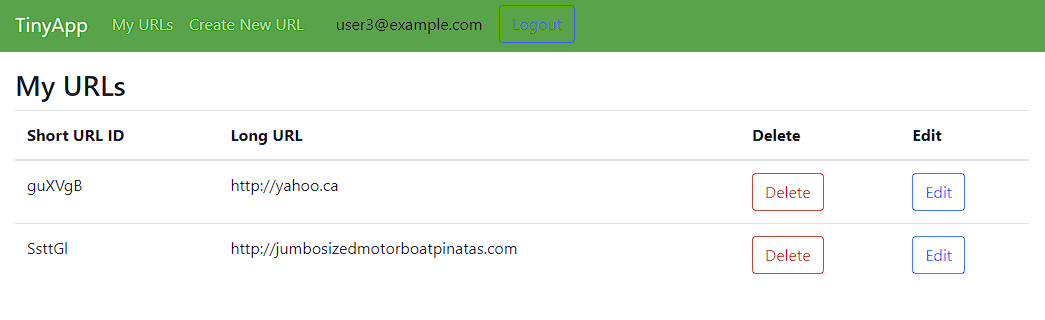 TinyApp My URLs Create New URL user3@example.com Logout
My URLs
Short URL ID Long URL Delete Edit
guXVgB http://yahoo.ca Delete Edit
SsttGl http://jumbosizedmotorboatpinatas.com Delete Edit